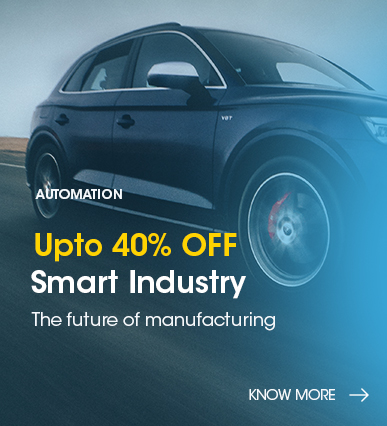 AUTOMATION
Upto 40% OFF
Smart Industry
The future of manufacturing
KNOW MORE